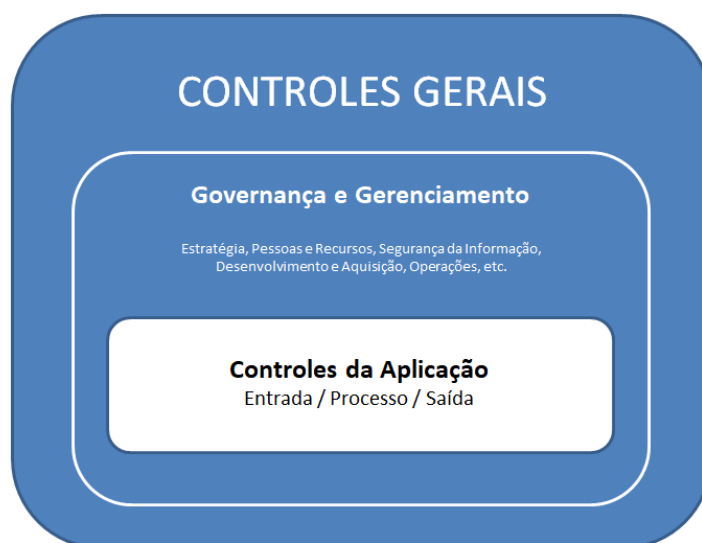 CONTROLES GERAIS
Governança e Gerenciamento
Estratégia, Pessoas e Recursos, Segurança da Informação,
Desenvolvimento e Aquisição, Operações, etc.
Controles da Aplicação
Entrada / Processo / Saída